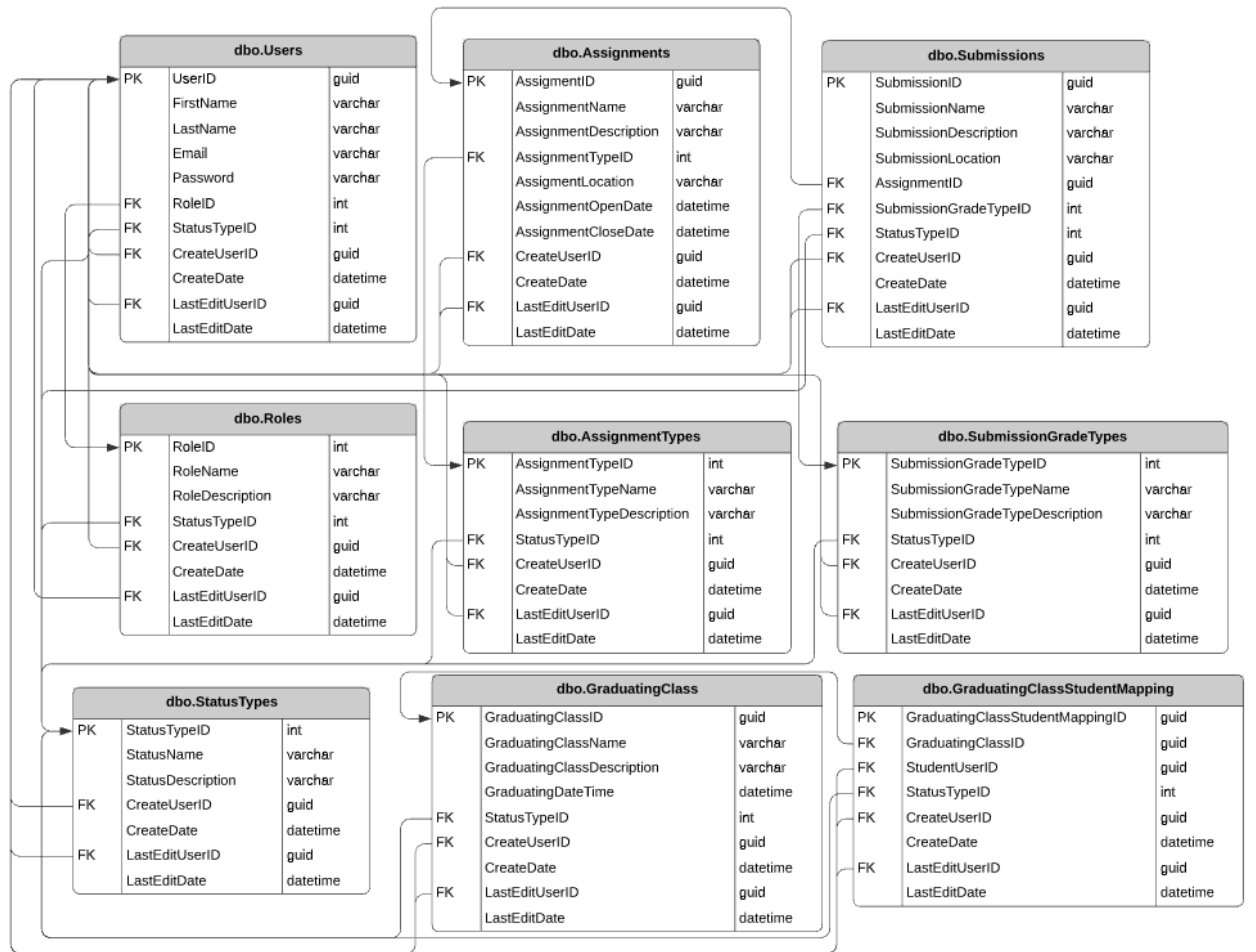 dbo.Users
PK UserID guid
FirstName varchar
LastName varchar
Email varchar
Password varchar
FK RoleID int
FK StatusTypeID int
FK CreateUserID guid
CreateDate datetime
FK LastEditUserID guid
LastEditDate datetime
dbo.Assignments
PK AssigmentID guid
AssignmentName varchar
AssignmentDescription varchar
FK AssignmentTypeID int
AssigmentLocation varchar
AssignmentOpenDate datetime
AssignmentCloseDate datetime
FK CreateUserID guid
CreateDate datetime
FK LastEditUserID guid
LastEditDate datetime
dbo.Submissions
PK SubmissionID guid
SubmissionName varchar
SubmissionDescription varchar
SubmissionLocation varchar
FK AssignmentID guid
FK SubmissionGradeTypeID int
FK StatusTypeID int
FK CreateUserID guid
CreateDate datetime
FK LastEditUserID guid
LastEditDate datetime
dbo.Roles
PK RoleID int
RoleName varchar
RoleDescription varchar
FK StatusTypeID int
FK CreateUserID guid
CreateDate datetime
FK LastEditUserID guid
LastEditDate datetime
dbo.AssignmentTypes
PK AssignmentTypeID int
AssignmentTypeName varchar
AssignmentTypeDescription varchar
FK StatusTypeID int
FK CreateUserID guid
CreateDate datetime
FK LastEditUserID guid
LastEditDate datetime
dbo.SubmissionGradeTypes
PK SubmissionGradeTypeID int
SubmissionGradeTypeName varchar
SubmissionGradeTypeDescription varchar
FK StatusTypeID int
FK CreateUserID guid
CreateDate datetime
FK LastEditUserID guid
LastEditDate datetime
dbo.StatusTypes
PK StatusTypeID int
StatusName varchar
StatusDescription varchar
FK CreateUserID guid
CreateDate datetime
FK LastEditUserID guid
LastEditDate datetime
dbo.GraduatingClass
PK GraduatingClassID guid
GraduatingClassName varchar
GraduatingClassDescription varchar
GraduatingDateTime datetime
FK StatusTypeID int
FK CreateUserID guid
CreateDate datetime
FK LastEditUserID guid
LastEditDate datetime
dbo.GraduatingClassStudentMapping
PK GraduatingClassStudentMappingID guid
FK GraduatingClassID guid
FK StudentUserID guid
FK StatusTypeID int
FK CreateUserID guid
CreateDate datetime
FK LastEditUserID guid
LastEditDate datetime